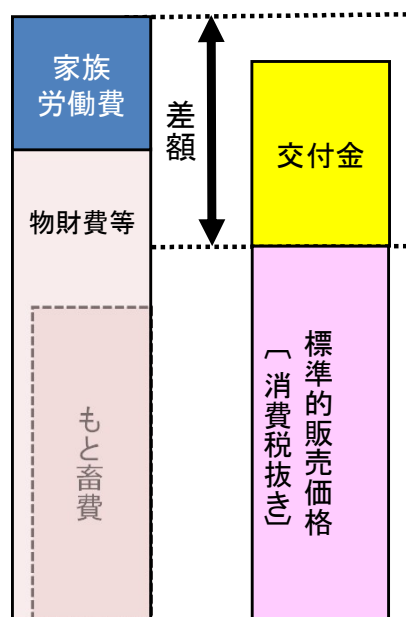 家族
労働費
差額
交付金
物財費等
もと畜費
標準的販売価格
〔消費税抜き〕